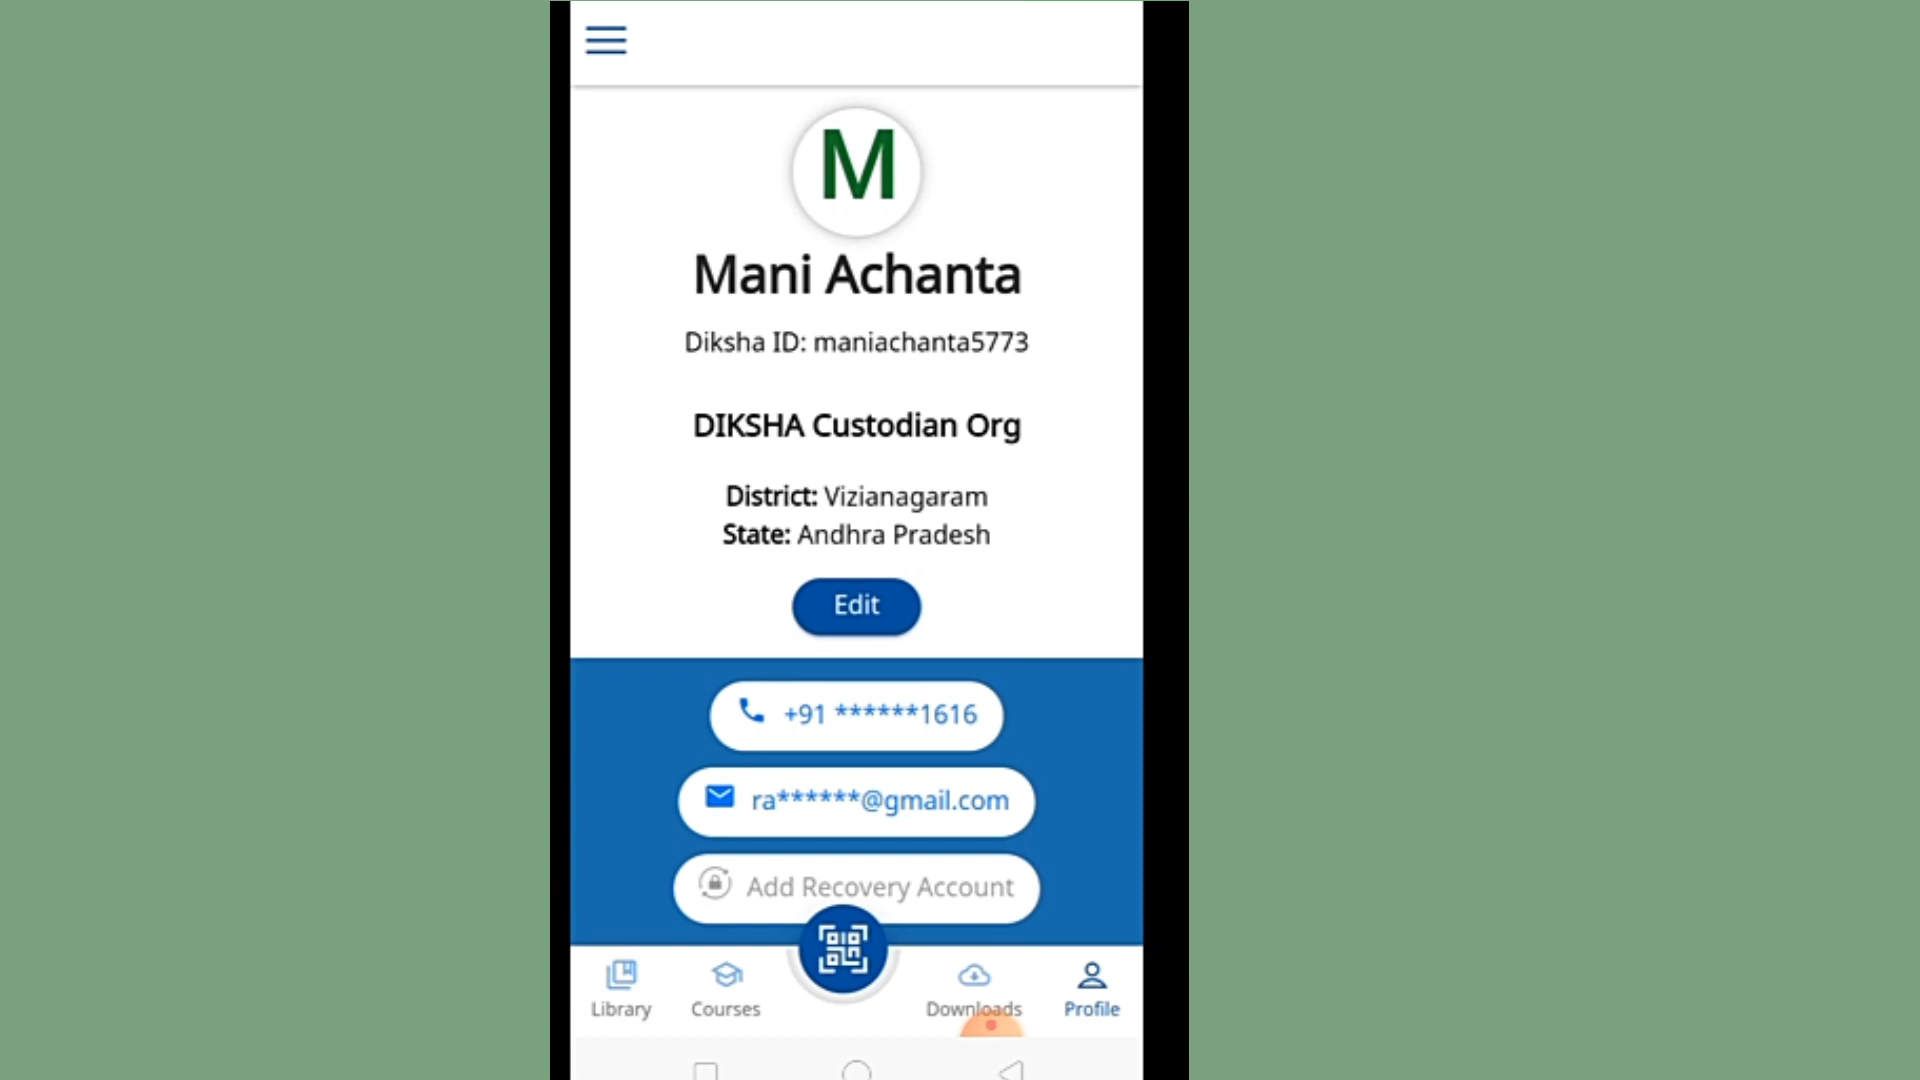 M
Mani Achanta
Diksha ID: maniachanta5773
DIKSHA Custodian Org
District: Vizianagaram
State: Andhra Pradesh
Edit
+91 ******1616
ra******@gmail.com
Add Recovery Account
Library Courses Downloads Profile